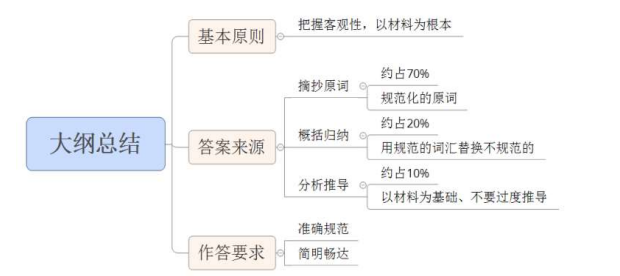 大纲总结
基本原则
把握客观性，以材料为根本
答案来源
摘抄原词
约占70%
规范化的原词
概括归纳
约占20%
用规范的词汇替换不规范的
分析推导
约占10%
以材料为基础、不要过度推导
作答要求
准确规范
简明畅达